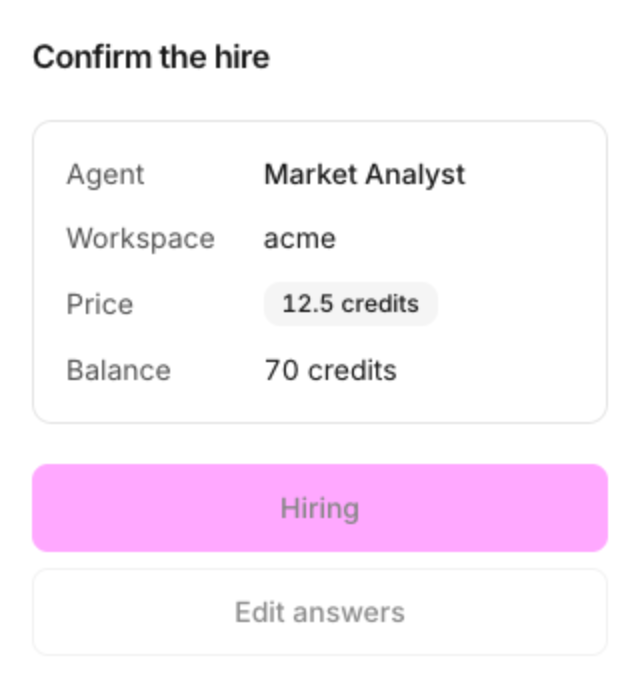 Confirm the hire
Agent Market Analyst
Workspace acme
Price 12.5 credits
Balance 70 credits
Hiring
Edit answers